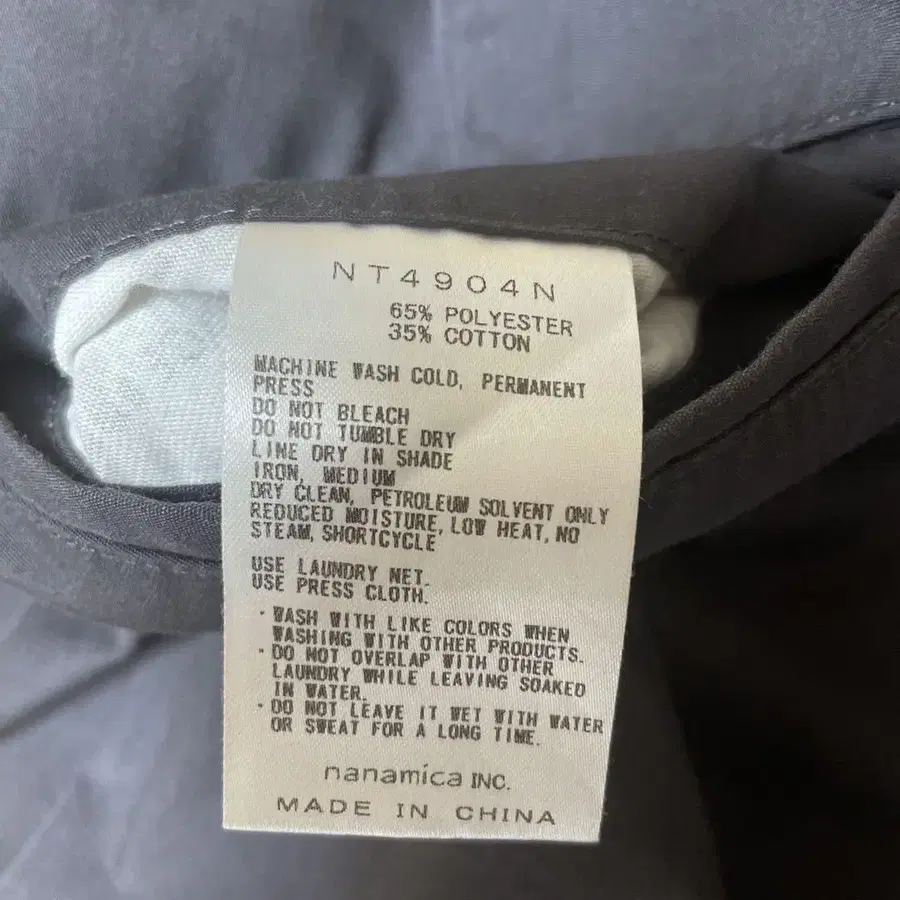 NT4904N
65% POLYESTER
35% COTTON
MACHINE WASH COLD, PERMANENT
PRESS
DO NOT BLEACH
DO NOT TUMBLE DRY
LINE DRY IN SHADE
IRON, MEDIUM
DRY CLEAN, PETROLEUM SOLVENT ONLY
REDUCED MOISTURE, LOW HEAT, NO
STEAM, SHORTCYCLE
USE LAUNDRY NET.
USE PRESS CLOTH.
・WASH WITH LIKE COLORS WHEN
WASHING WITH OTHER PRODUCTS.
・DO NOT OVERLAP WITH OTHER
LAUNDRY WHILE LEAVING SOAKED
IN WATER.
・DO NOT LEAVE IT WET WITH WATER
OR SWEAT FOR A LONG TIME.
nanamica INC.
MADE IN CHINA